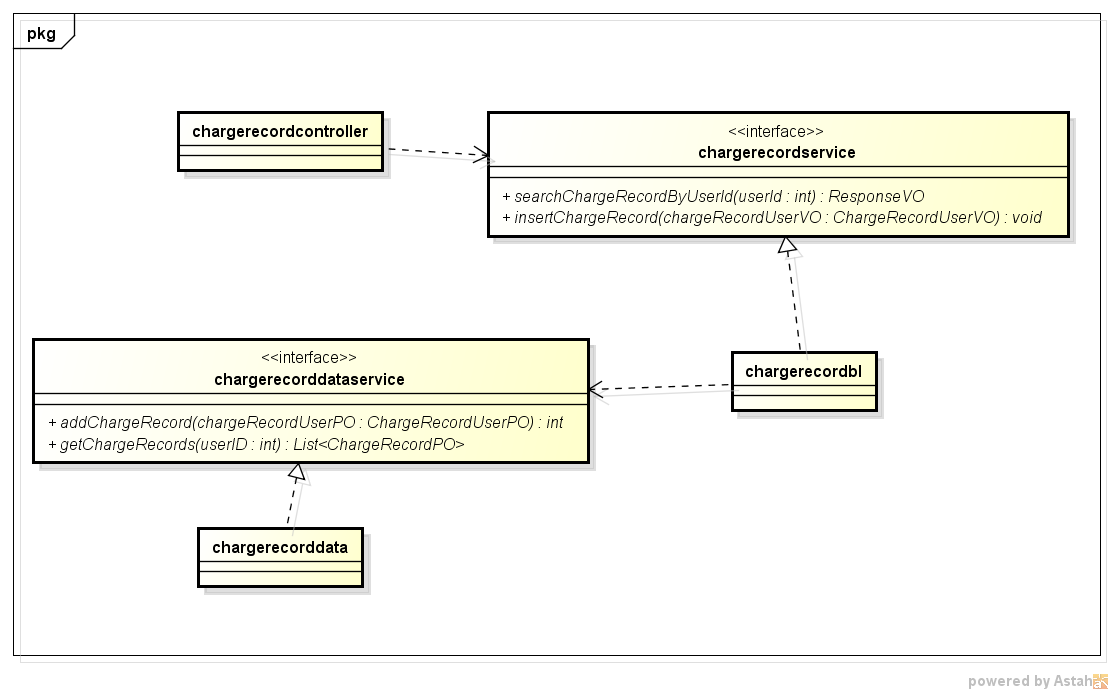 pkg
chargerecordcontroller
<<interface>>
chargerecordservice
+ searchChargeRecordByUserId(userId : int) : ResponseVO
+ insertChargeRecord(chargeRecordUserVO : ChargeRecordUserVO) : void
<<interface>>
chargerecorddataservice
+ addChargeRecord(chargeRecordUserPO : ChargeRecordUserPO) : int
+ getChargeRecords(userID : int) : List<ChargeRecordPO>
chargerecordbl
chargerecorddata
powered by Astah